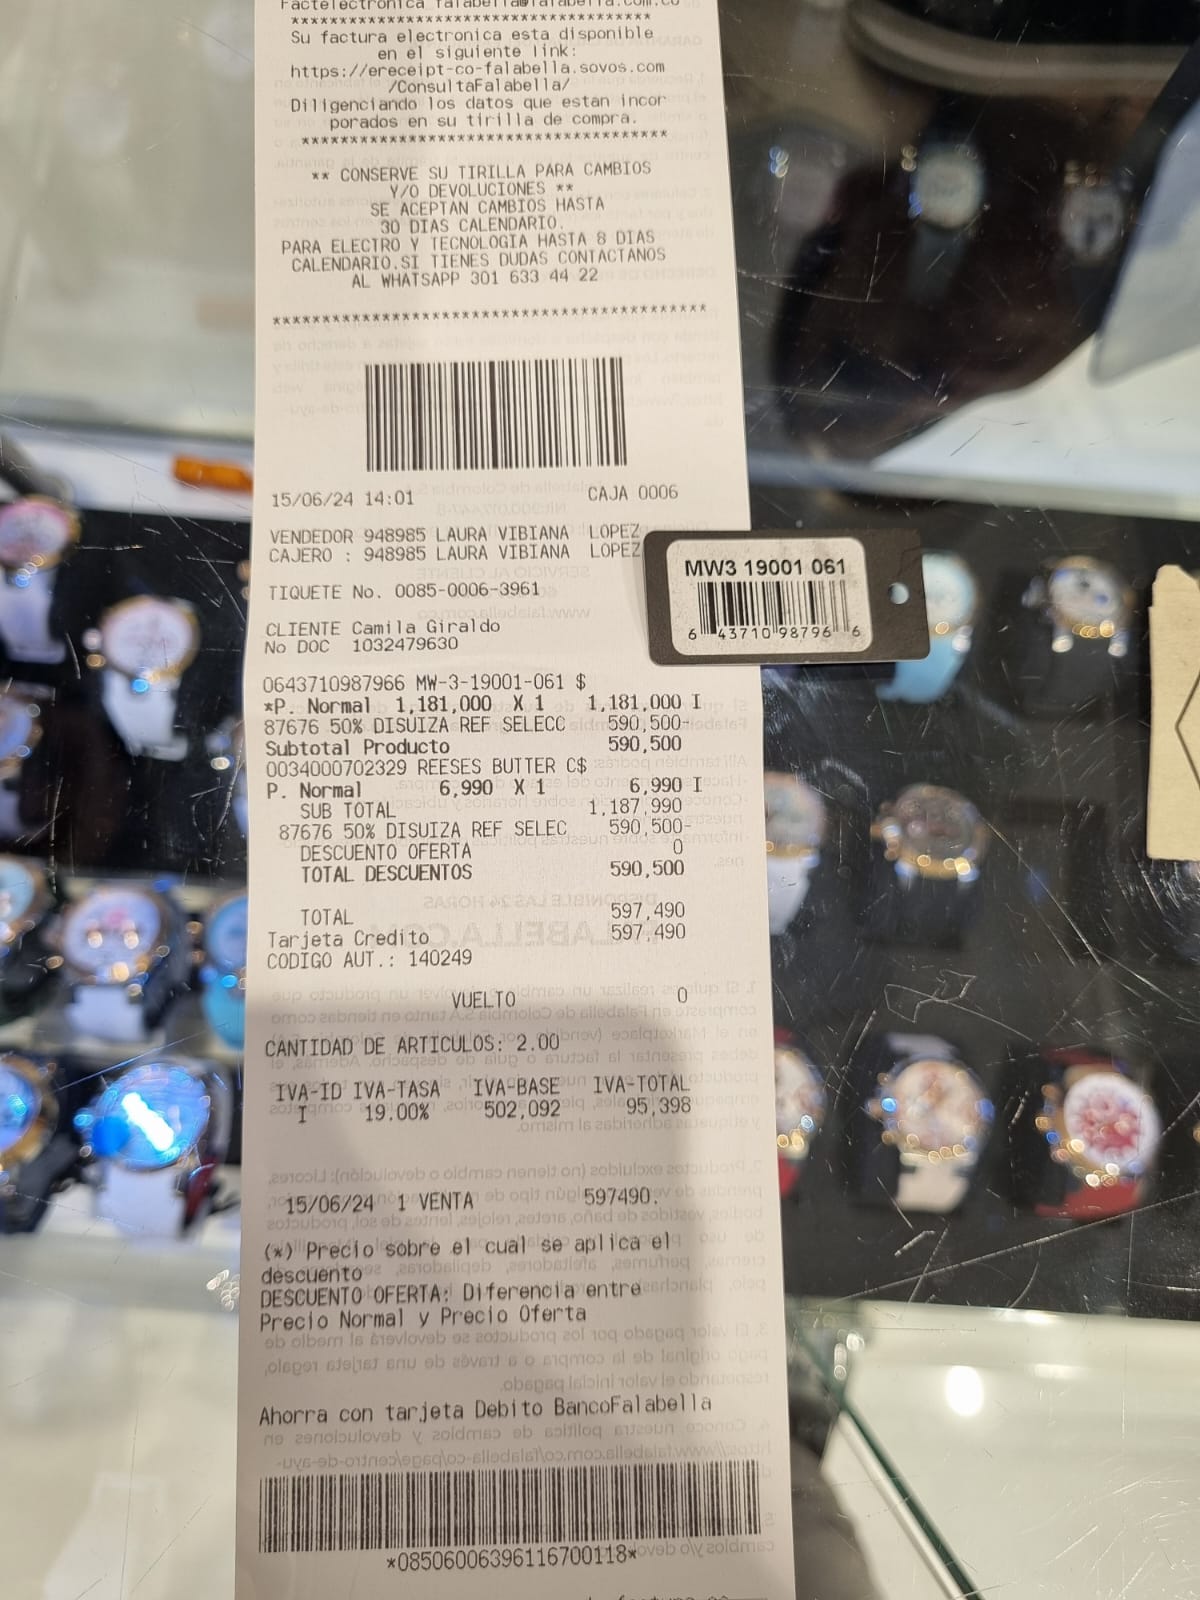 Factelectronica falabella@falabella.com.co
****************************************
Su factura electronica esta disponible
en el siguiente link:
https://ereceipt-co-falabella.sovos.com
/ConsultaFalabella/
Diligenciando los datos que estan incor
porados en su tirilla de compra.
****************************************
** CONSERVE SU TIRILLA PARA CAMBIOS
Y/O DEVOLUCIONES **
SE ACEPTAN CAMBIOS HASTA
30 DIAS CALENDARIO.
PARA ELECTRO Y TECNOLOGIA HASTA 8 DIAS
CALENDARIO.SI TIENES DUDAS CONTACTANOS
AL WHATSAPP 301 633 44 22
********************************************
15/06/24 14:01 CAJA 0006
VENDEDOR 948985 LAURA VIBIANA LOPEZ
CAJERO : 948985 LAURA VIBIANA LOPEZ
MW3 19001 061
6 43710 98796 6
TIQUETE No. 0085-0006-3961
CLIENTE Camila Giraldo
No DOC 1032479630
0643710987966 MW-3-19001-061 $
*P. Normal 1,181,000 X 1 1,181,000 I
87676 50% DISUIZA REF SELECC 590,500-
Subtotal Producto 590,500
0034000702329 REESES BUTTER C$
P. Normal 6,990 X 1 6,990 I
SUB TOTAL 1,187,990
87676 50% DISUIZA REF SELEC 590,500-
DESCUENTO OFERTA 0
TOTAL DESCUENTOS 590,500
TOTAL 597,490
Tarjeta Credito 597,490
CODIGO AUT.: 140249
VUELTO 0
CANTIDAD DE ARTICULOS: 2.00
IVA-ID IVA-TASA IVA-BASE IVA-TOTAL
I 19.00% 502,092 95,398
15/06/24 1 VENTA 597490.
(*) Precio sobre el cual se aplica el
descuento
DESCUENTO OFERTA: Diferencia entre
Precio Normal y Precio Oferta
Ahorra con tarjeta Debito BancoFalabella
*08506006396116700118*